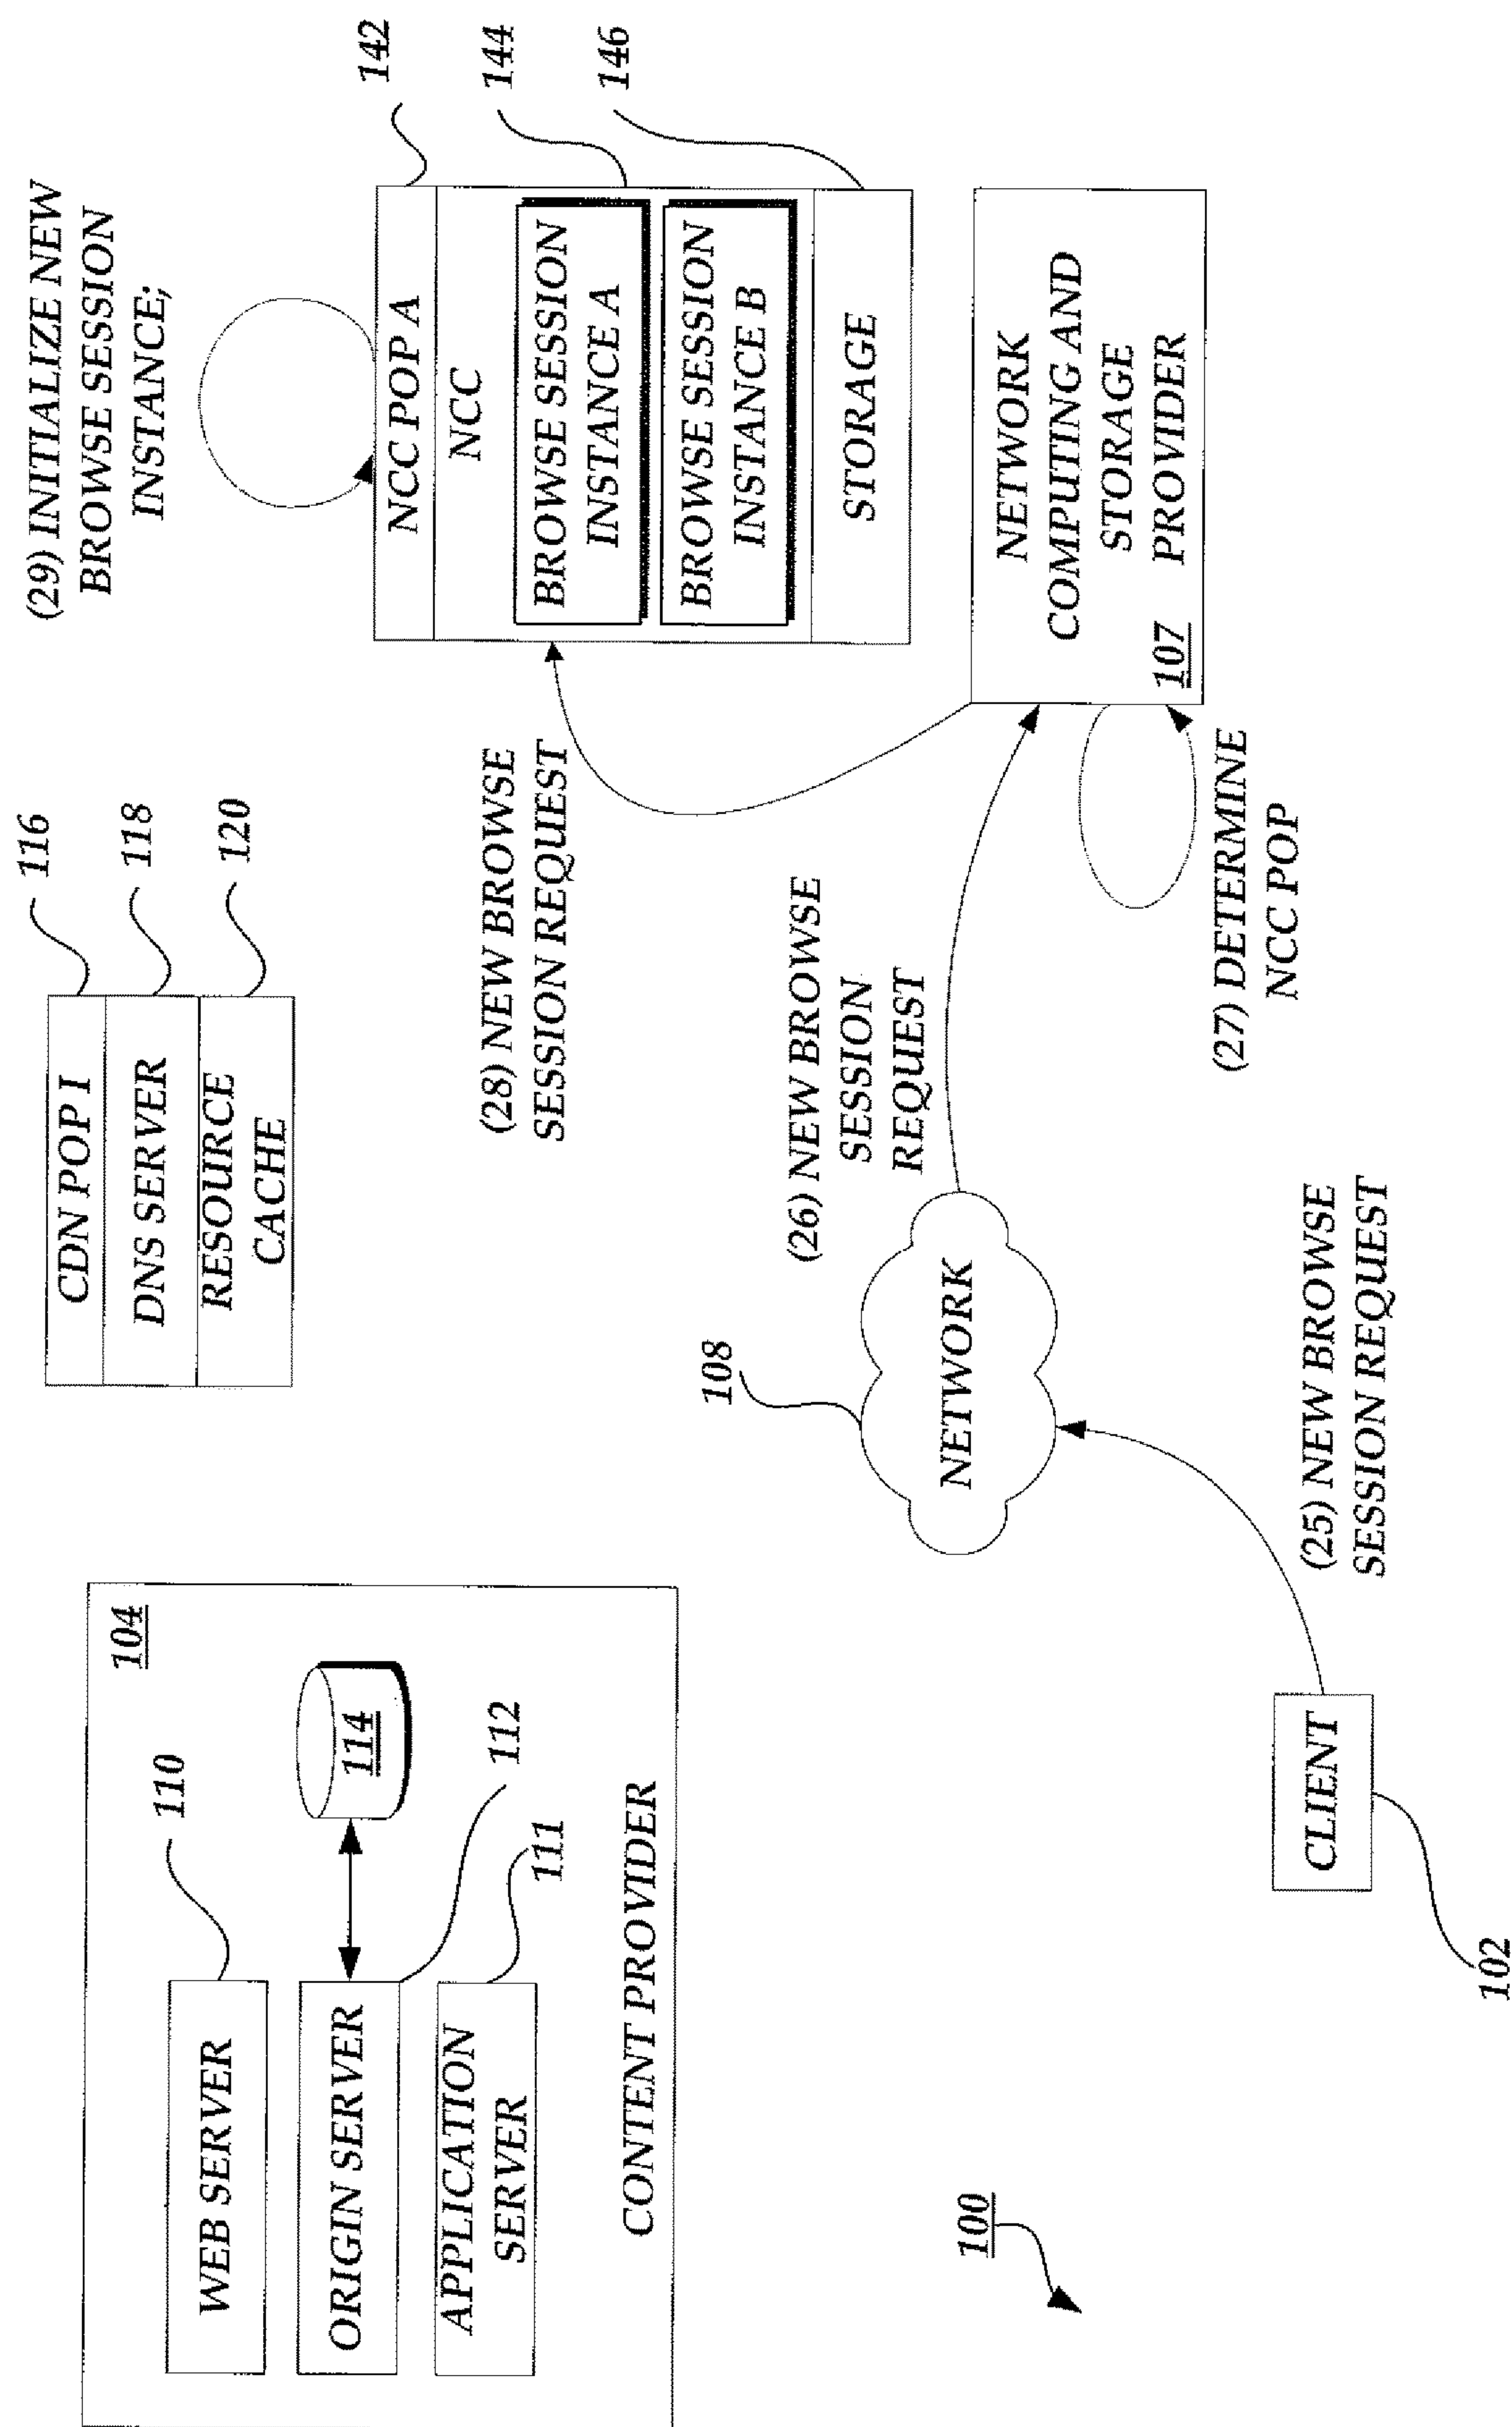 104
110
WEB SERVER
ORIGIN SERVER
114
112
APPLICATION
SERVER
111
CONTENT PROVIDER
CDN POP I
DNS SERVER
RESOURCE
CACHE
116
118
120
(29) INITIALIZE NEW
BROWSE SESSION
INSTANCE;
NCC POP A
NCC
BROWSE SESSION
INSTANCE A
BROWSE SESSION
INSTANCE B
STORAGE
142
144
146
(28) NEW BROWSE
SESSION REQUEST
NETWORK
COMPUTING AND
STORAGE
PROVIDER
107
(26) NEW BROWSE
SESSION
REQUEST
(27) DETERMINE
NCC POP
108
NETWORK
(25) NEW BROWSE
SESSION REQUEST
CLIENT
102
100